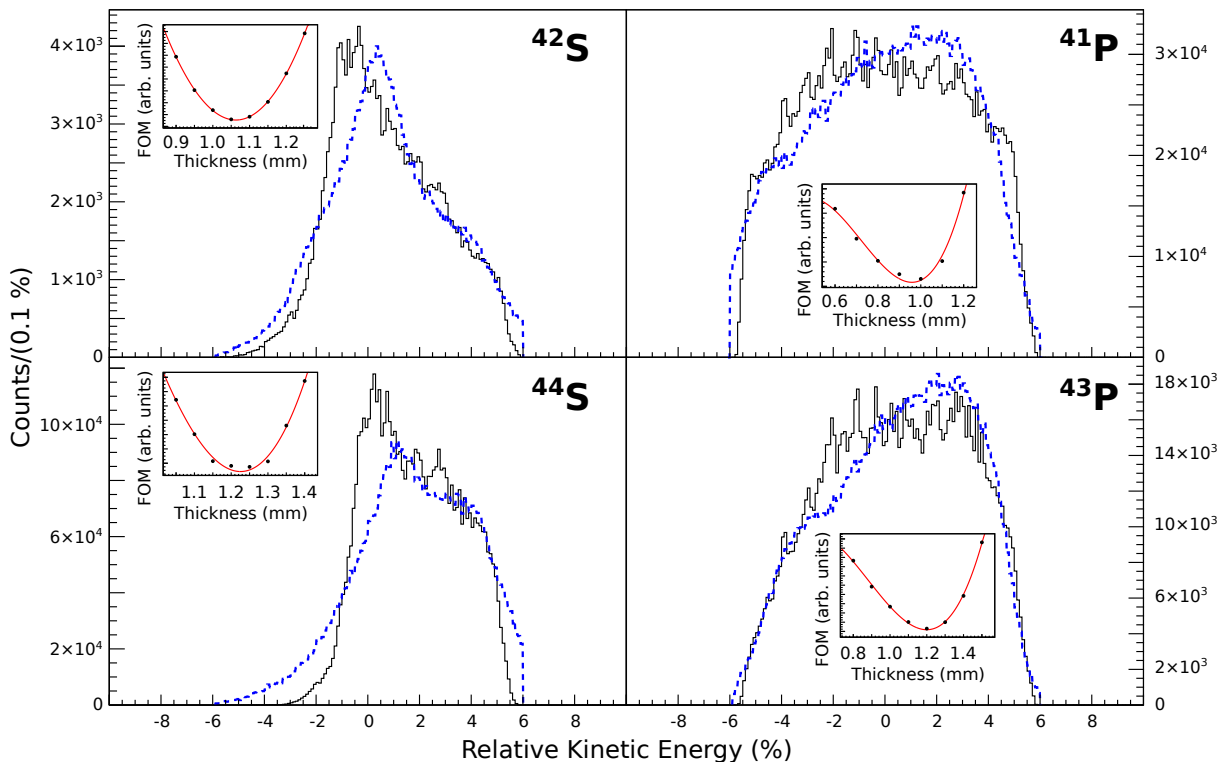 4×10³
3×10³
2×10³
1×10³
0
⁴²S
FOM (arb. units)
0.9 1.0 1.1 1.2
Thickness (mm)
⁴¹P
3×10⁴
2×10⁴
1×10⁴
0
FOM (arb. units)
0.6 0.8 1.0 1.2
Thickness (mm)
Counts/(0.1 %)
10×10⁴
6×10⁴
2×10⁴
0
⁴⁴S
FOM (arb. units)
1.1 1.2 1.3 1.4
Thickness (mm)
⁴³P
18×10³
14×10³
10×10³
6×10³
2×10³
0
FOM (arb. units)
0.8 1.0 1.2 1.4
Thickness (mm)
-8 -6 -4 -2 0 2 4 6 8
-8 -6 -4 -2 0 2 4 6 8
Relative Kinetic Energy (%)